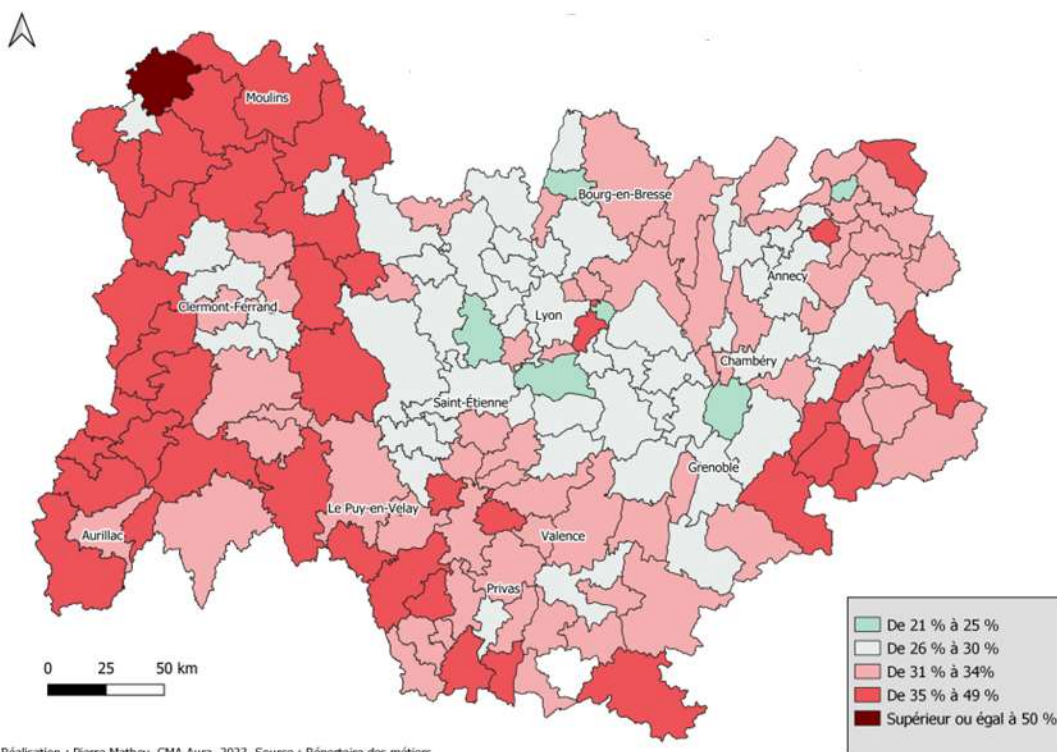 Moulins
Bourg-en-Bresse
Annecy
Clermont-Ferrand
Lyon
Chambéry
Saint-Étienne
Grenoble
Le Puy-en-Velay
Aurillac
Valence
Privas
0 25 50 km
De 21 % à 25 %
De 26 % à 30 %
De 31 % à 34%
De 35 % à 49 %
Supérieur ou égal à 50 %
Réalisation : Pierre Mathey, CMA Aura, 2023. Source : Répertoire des métiers